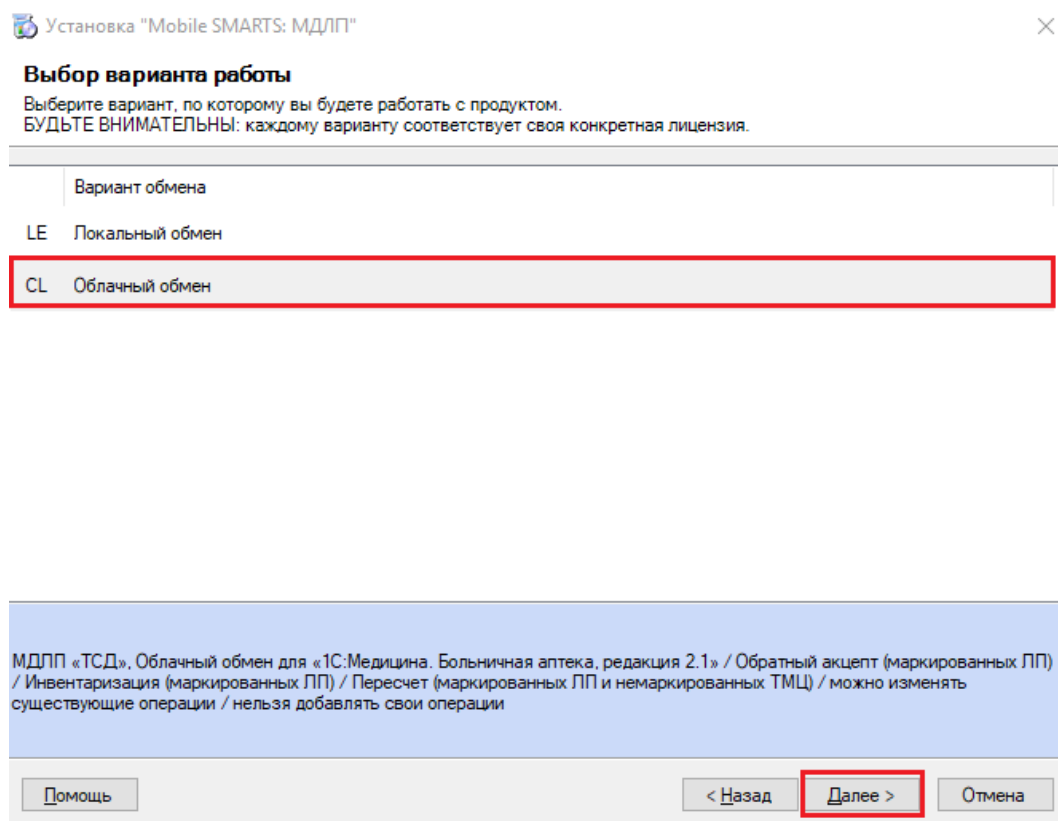 Установка "Mobile SMARTS: МДЛП"
Выбор варианта работы
Выберите вариант, по которому вы будете работать с продуктом.
БУДЬТЕ ВНИМАТЕЛЬНЫ: каждому варианту соответствует своя конкретная лицензия.
Вариант обмена
LE Локальный обмен
CL Облачный обмен
МДЛП «ТСД», Облачный обмен для «1С:Медицина. Больничная аптека, редакция 2.1» / Обратный акцепт (маркированных ЛП)
/ Инвентаризация (маркированных ЛП) / Пересчет (маркированных ЛП и немаркированных ТМЦ) / можно изменять
существующие операции / нельзя добавлять свои операции
Помощь < Назад Далее > Отмена